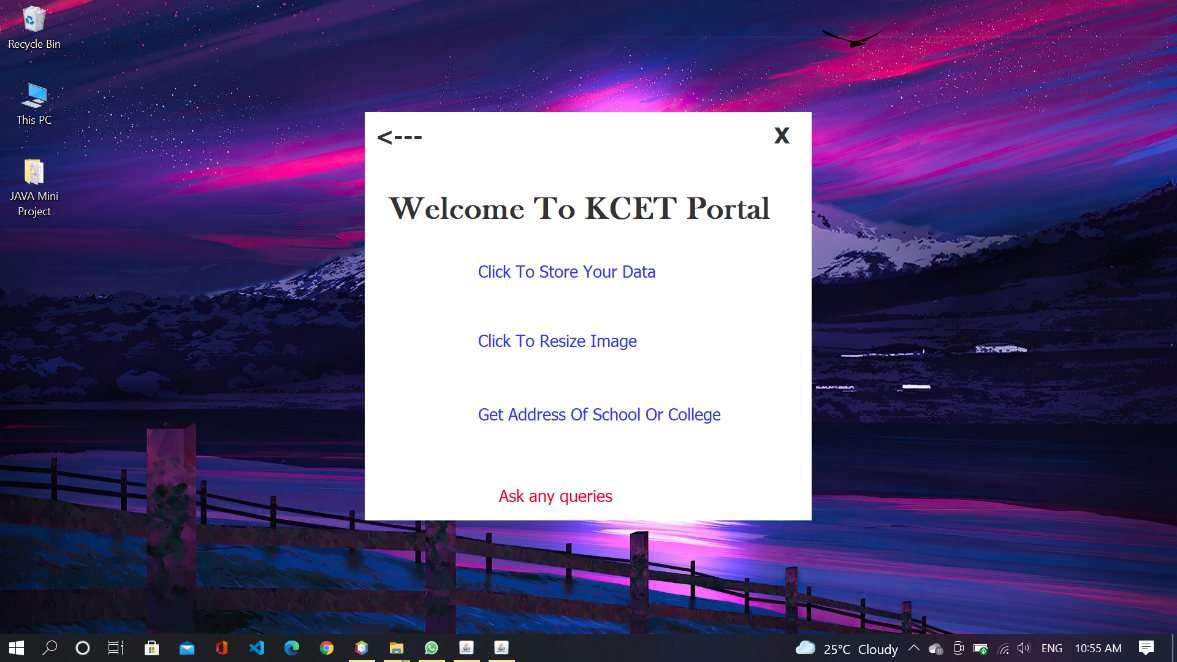 Recycle Bin
This PC
JAVA Mini
Project
<---
X
Welcome To KCET Portal
Click To Store Your Data
Click To Resize Image
Get Address Of School Or College
Ask any queries
25°C Cloudy
ENG
10:55 AM